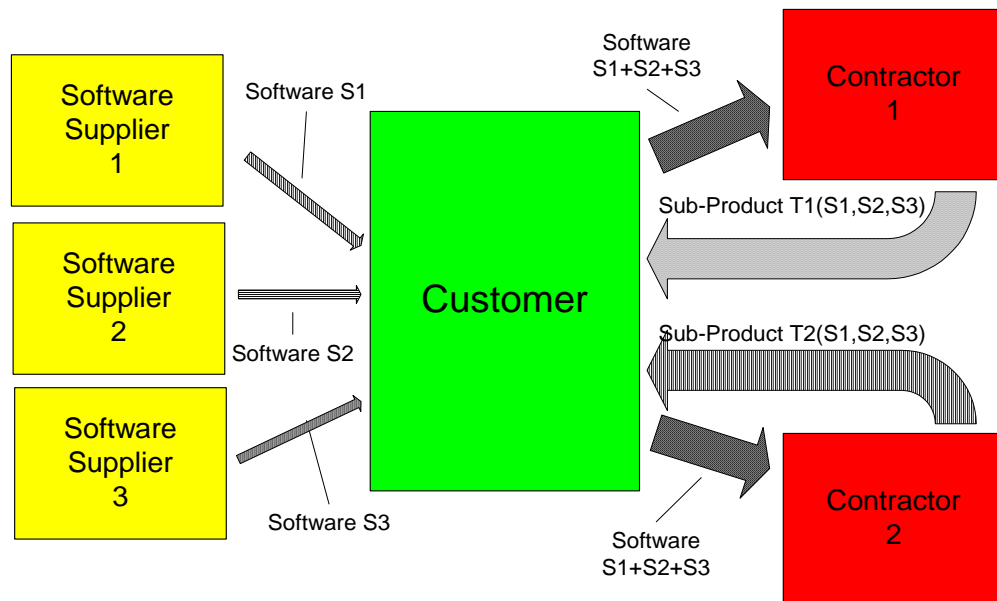 Software
Supplier
1
Software S1
Software
Supplier
2
Software S2
Software
Supplier
3
Software S3
Customer
Software
S1+S2+S3
Contractor
1
Sub-Product T1(S1,S2,S3)
Sub-Product T2(S1,S2,S3)
Software
S1+S2+S3
Contractor
2